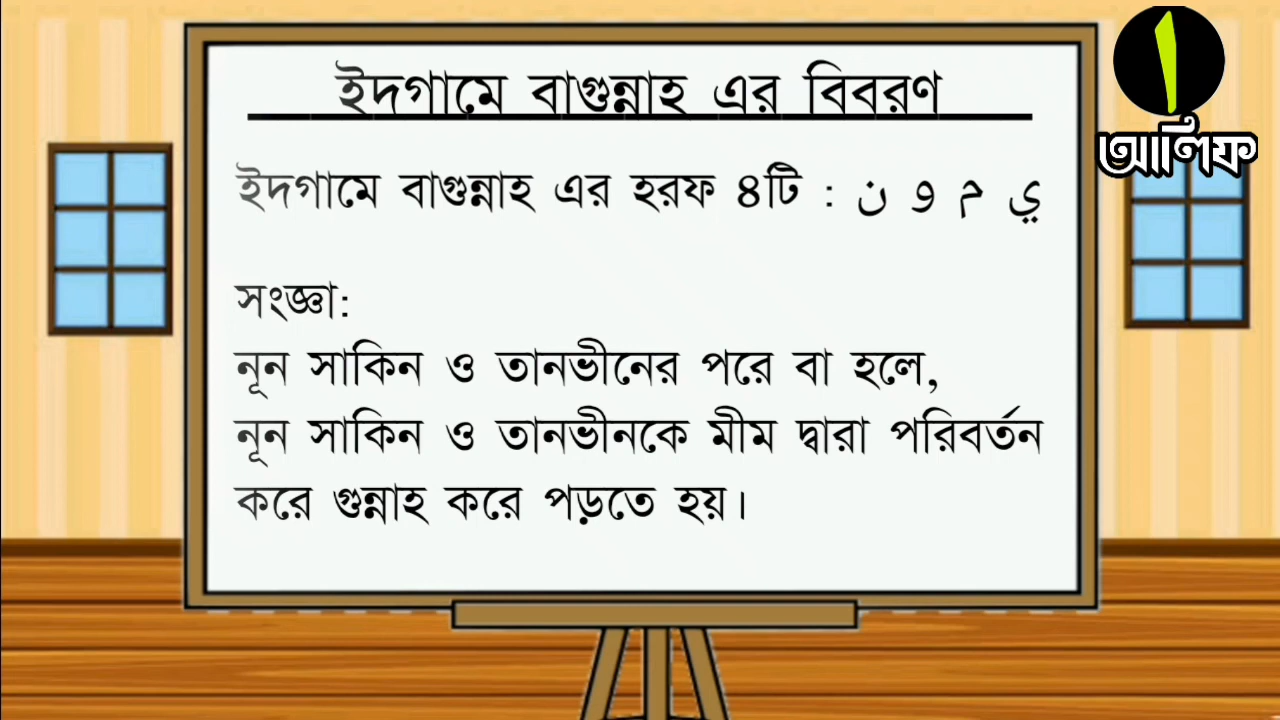 ইদগামে বাগুন্নাহ এর বিবরণ
আলিফ
ইদগামে বাগুন্নাহ এর হরফ ৪টি : ن و م ي
সংজ্ঞা:
নূন সাকিন ও তানভীনের পরে বা হলে,
নূন সাকিন ও তানভীনকে মীম দ্বারা পরিবর্তন
করে গুন্নাহ করে পড়তে হয়।